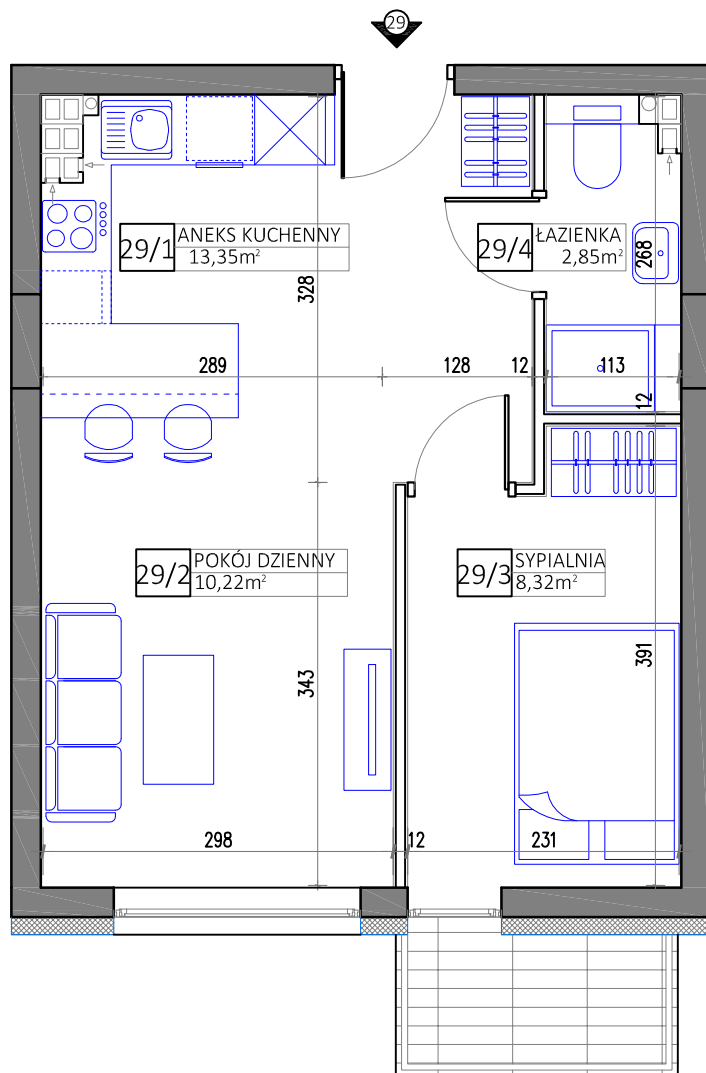 29
29/1 ANEKS KUCHENNY
13,35m²
29/4 ŁAZIENKA
2,85m²
268
328
289
128
12
113
12
29/2 POKÓJ DZIENNY
10,22m²
29/3 SYPIALNIA
8,32m²
343
391
298
12
231